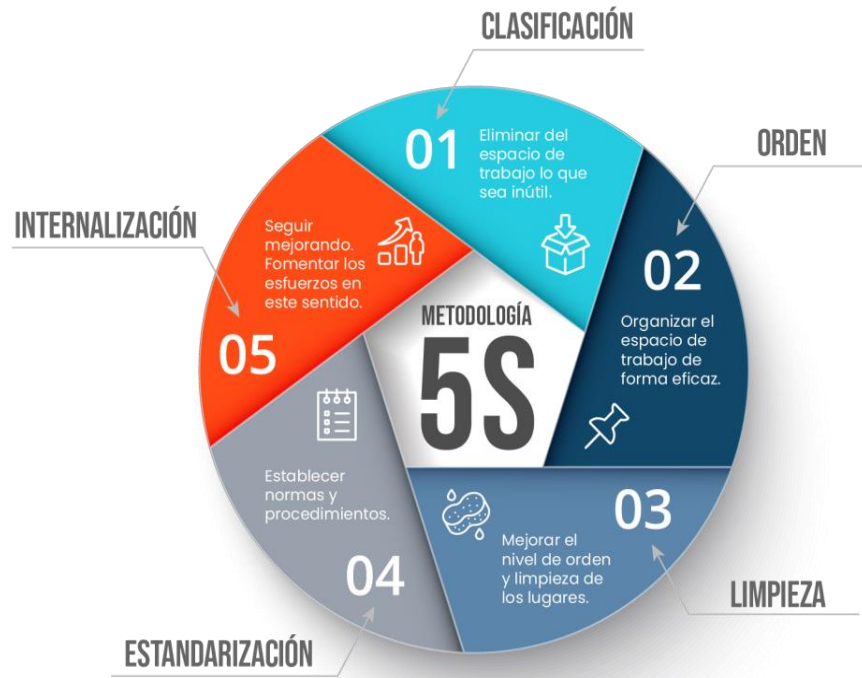 CLASIFICACIÓN
01
Eliminar del
espacio de
trabajo lo que
sea inútil.
ORDEN
02
Organizar el
espacio de
trabajo de
forma eficaz.
LIMPIEZA
03
Mejorar el
nivel de orden
y limpieza de
los lugares.
ESTANDARIZACIÓN
04
Establecer
normas y
procedimientos.
INTERNALIZACIÓN
05
Seguir
mejorando.
Fomentar los
esfuerzos en
este sentido.
METODOLOGÍA
5S